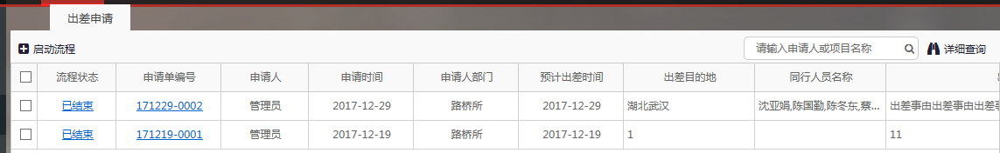 出差申请
启动流程 请输入申请人或项目名称 详细查询
流程状态 申请单编号 申请人 申请时间 申请人部门 预计出差时间 出差目的地 同行人员名称
已结束 171229-0002 管理员 2017-12-29 路桥所 2017-12-29 湖北武汉 沈亚娟,陈国勤,陈冬东,蔡... 出差事由出差事由出差事
已结束 171219-0001 管理员 2017-12-19 路桥所 2017-12-19 1 11